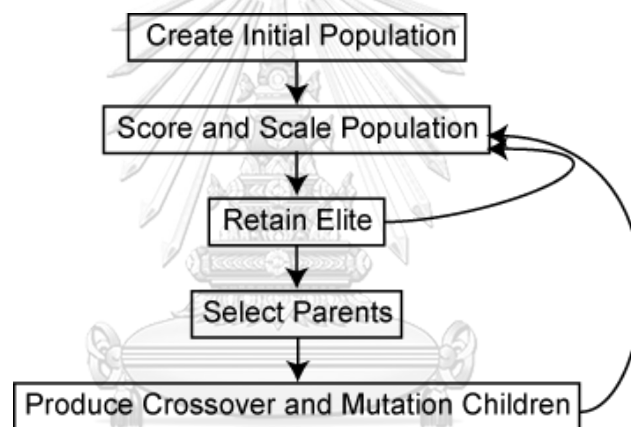 Create Initial Population
Score and Scale Population
Retain Elite
Select Parents
Produce Crossover and Mutation Children